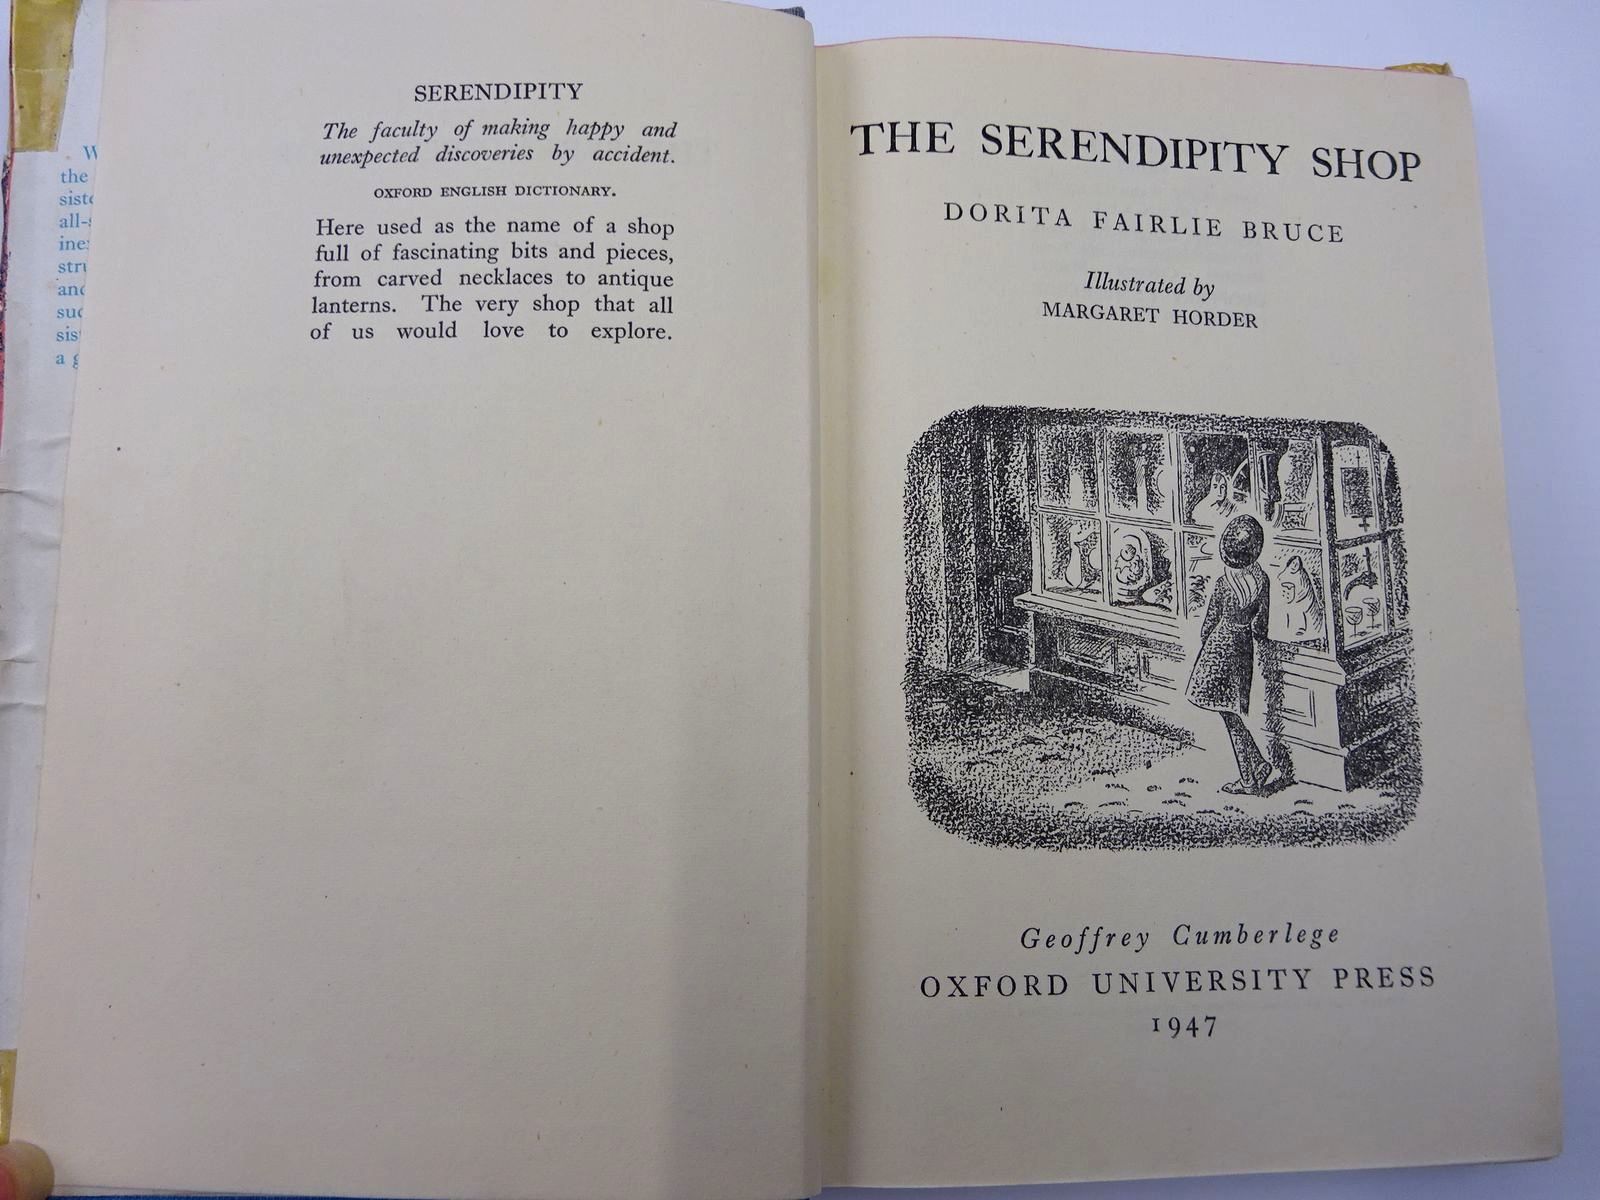 the
all-
a
SERENDIPITY
The faculty of making happy and
unexpected discoveries by accident.
OXFORD ENGLISH DICTIONARY.
Here used as the name of a shop
full of fascinating bits and pieces,
from carved necklaces to antique
lanterns. The very shop that all
of us would love to explore.
THE SERENDIPITY SHOP
DORITA FAIRLIE BRUCE
Illustrated by
MARGARET HORDER
Geoffrey Cumberlege
OXFORD UNIVERSITY PRESS
1947